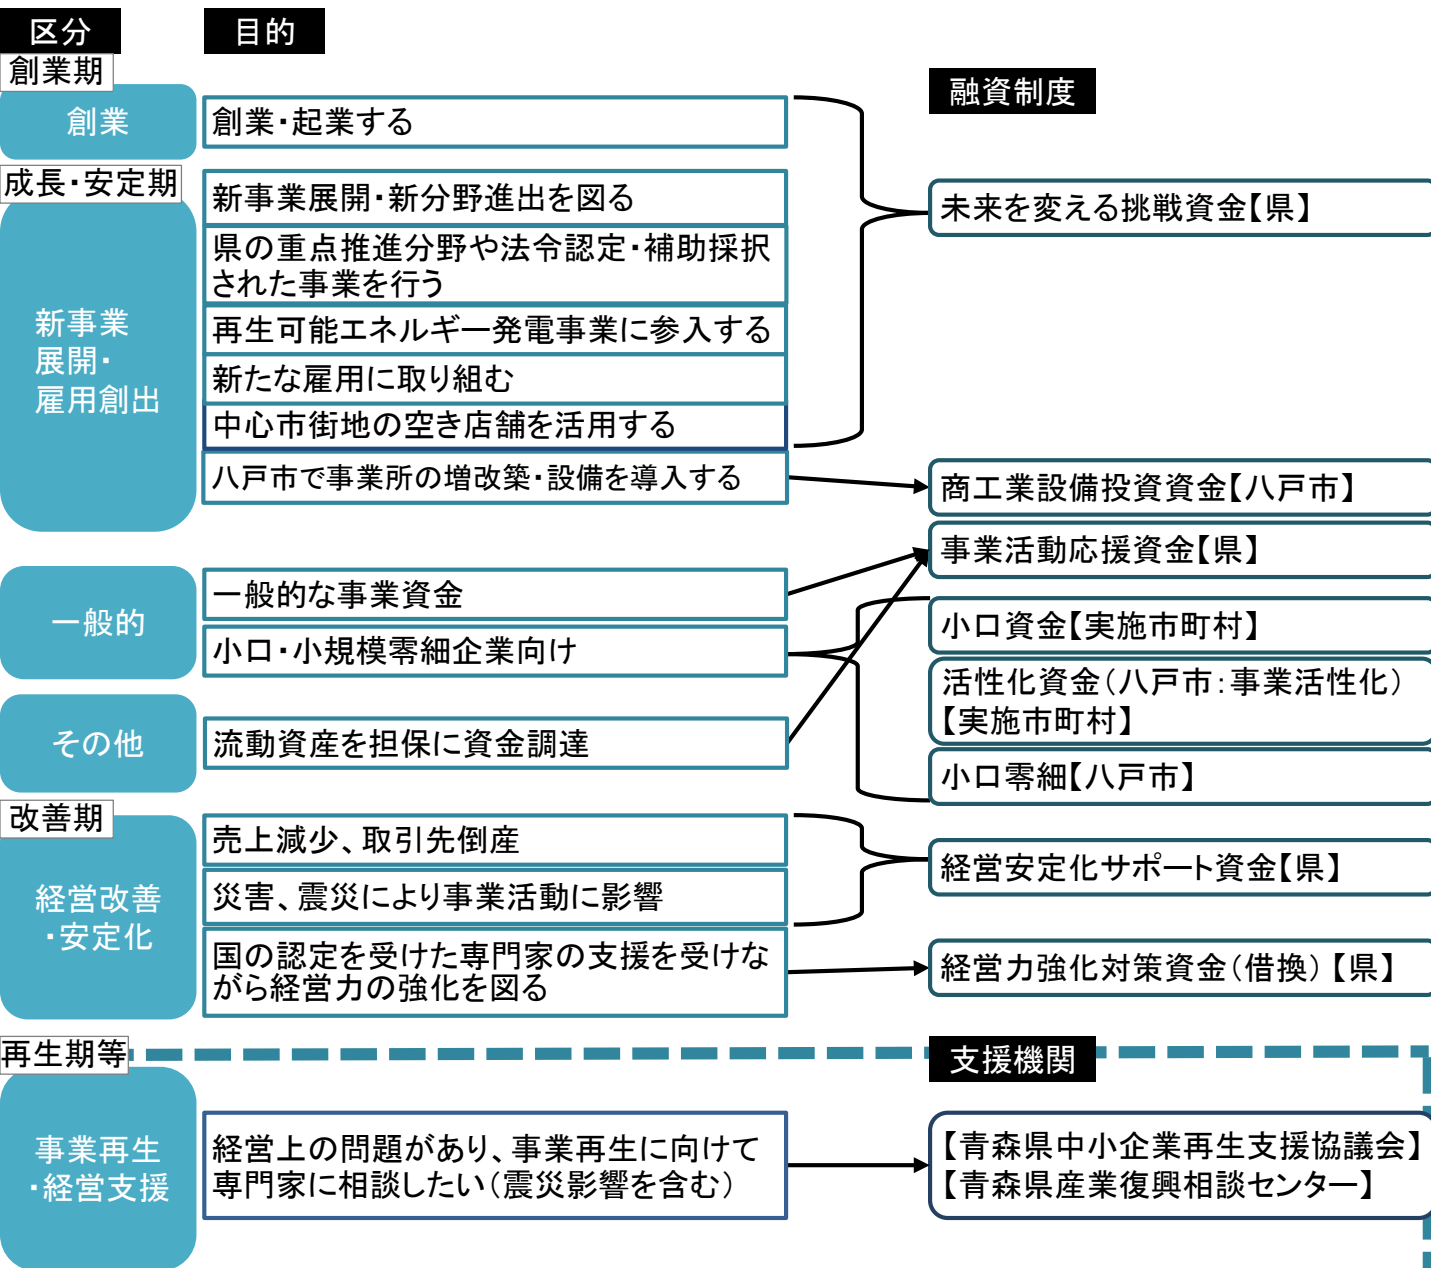 区分
目的
創業期
融資制度
創業
創業・起業する
成長・安定期
新事業
展開・
雇用創出
新事業展開・新分野進出を図る
県の重点推進分野や法令認定・補助採択
された事業を行う
再生可能エネルギー発電事業に参入する
新たな雇用に取り組む
中心市街地の空き店舗を活用する
八戸市で事業所の増改築・設備を導入する
未来を変える挑戦資金【県】
商工業設備投資資金【八戸市】
事業活動応援資金【県】
一般的
一般的な事業資金
小口・小規模零細企業向け
小口資金【実施市町村】
活性化資金（八戸市：事業活性化）
【実施市町村】
小口零細【八戸市】
その他
流動資産を担保に資金調達
改善期
経営改善
・安定化
売上減少、取引先倒産
災害、震災により事業活動に影響
国の認定を受けた専門家の支援を受けな
がら経営力の強化を図る
経営安定化サポート資金【県】
経営力強化対策資金（借換）【県】
再生期等
支援機関
事業再生
・経営支援
経営上の問題があり、事業再生に向けて
専門家に相談したい（震災影響を含む）
【青森県中小企業再生支援協議会】
【青森県産業復興相談センター】